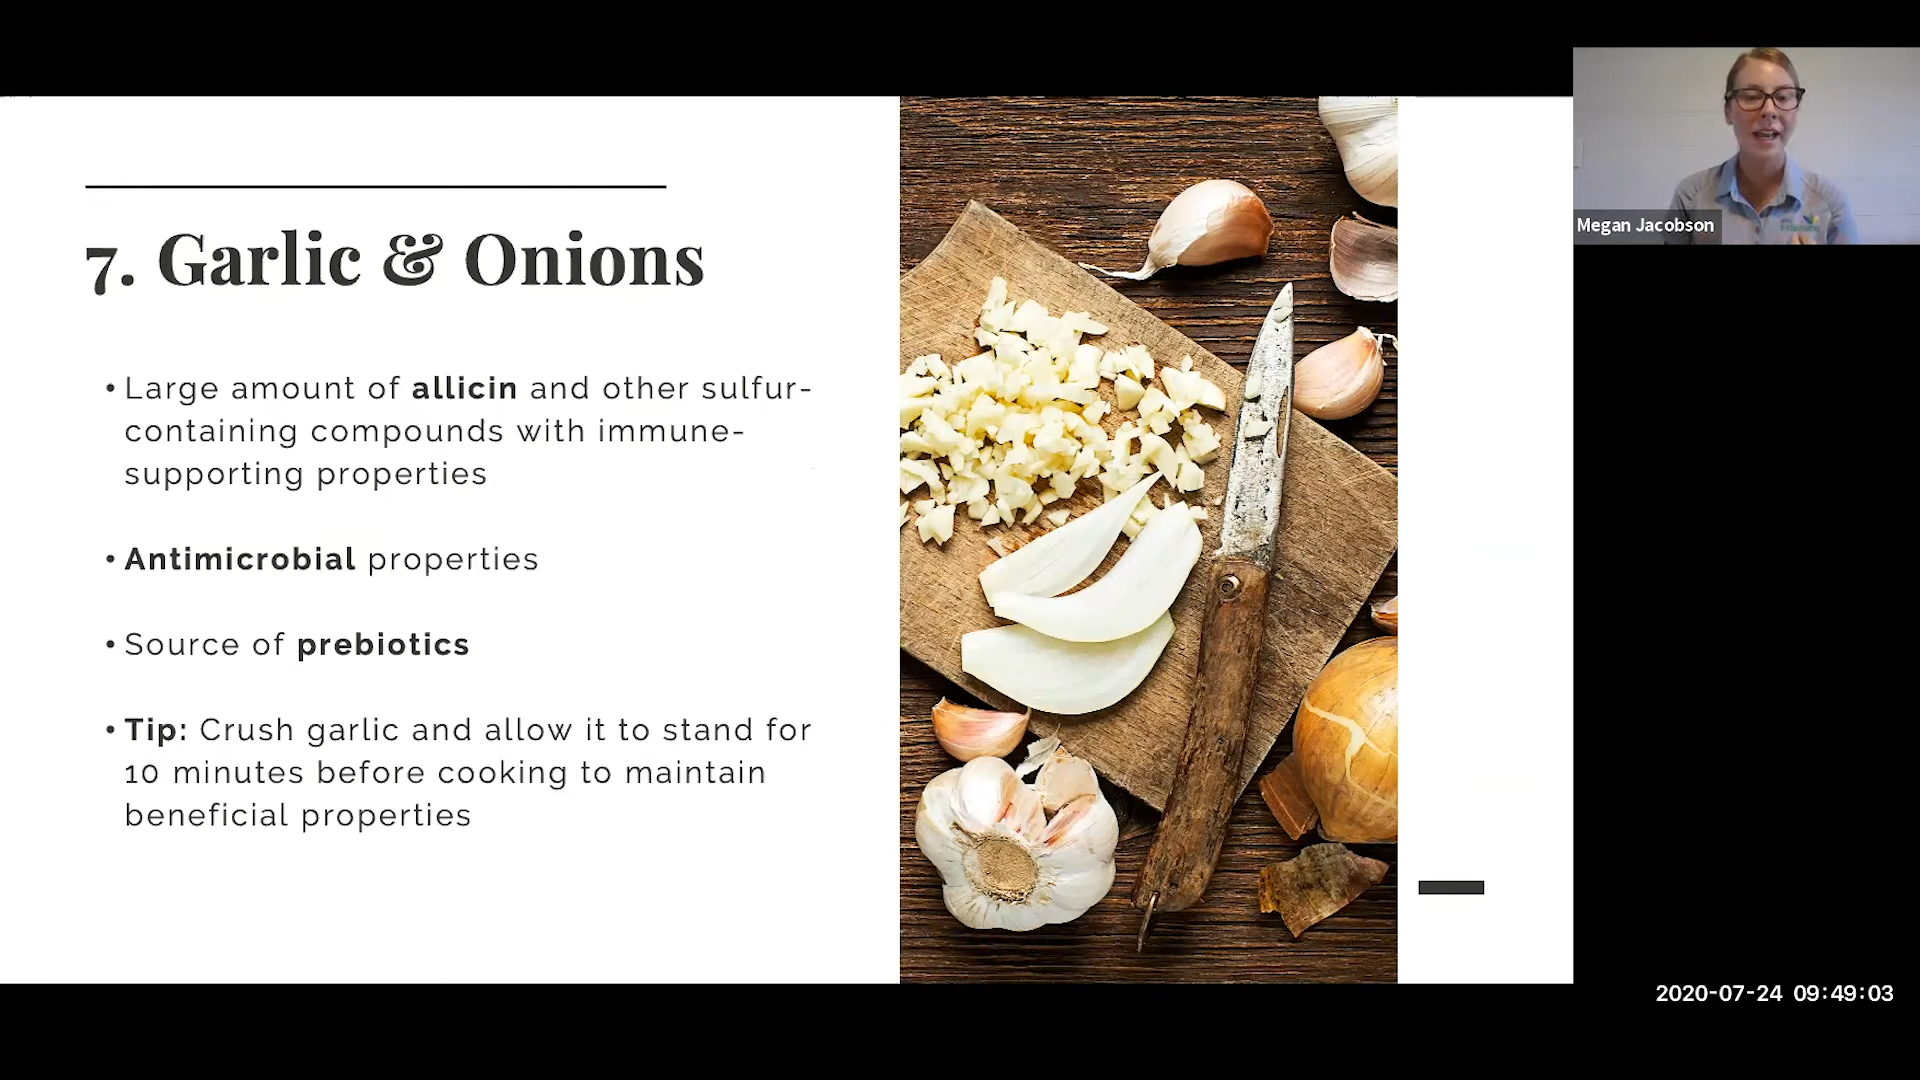 7. Garlic & Onions
• Large amount of allicin and other sulfur-
containing compounds with immune-
supporting properties
• Antimicrobial properties
• Source of prebiotics
• Tip: Crush garlic and allow it to stand for
10 minutes before cooking to maintain
beneficial properties
Megan Jacobson
2020-07-24 09:49:03